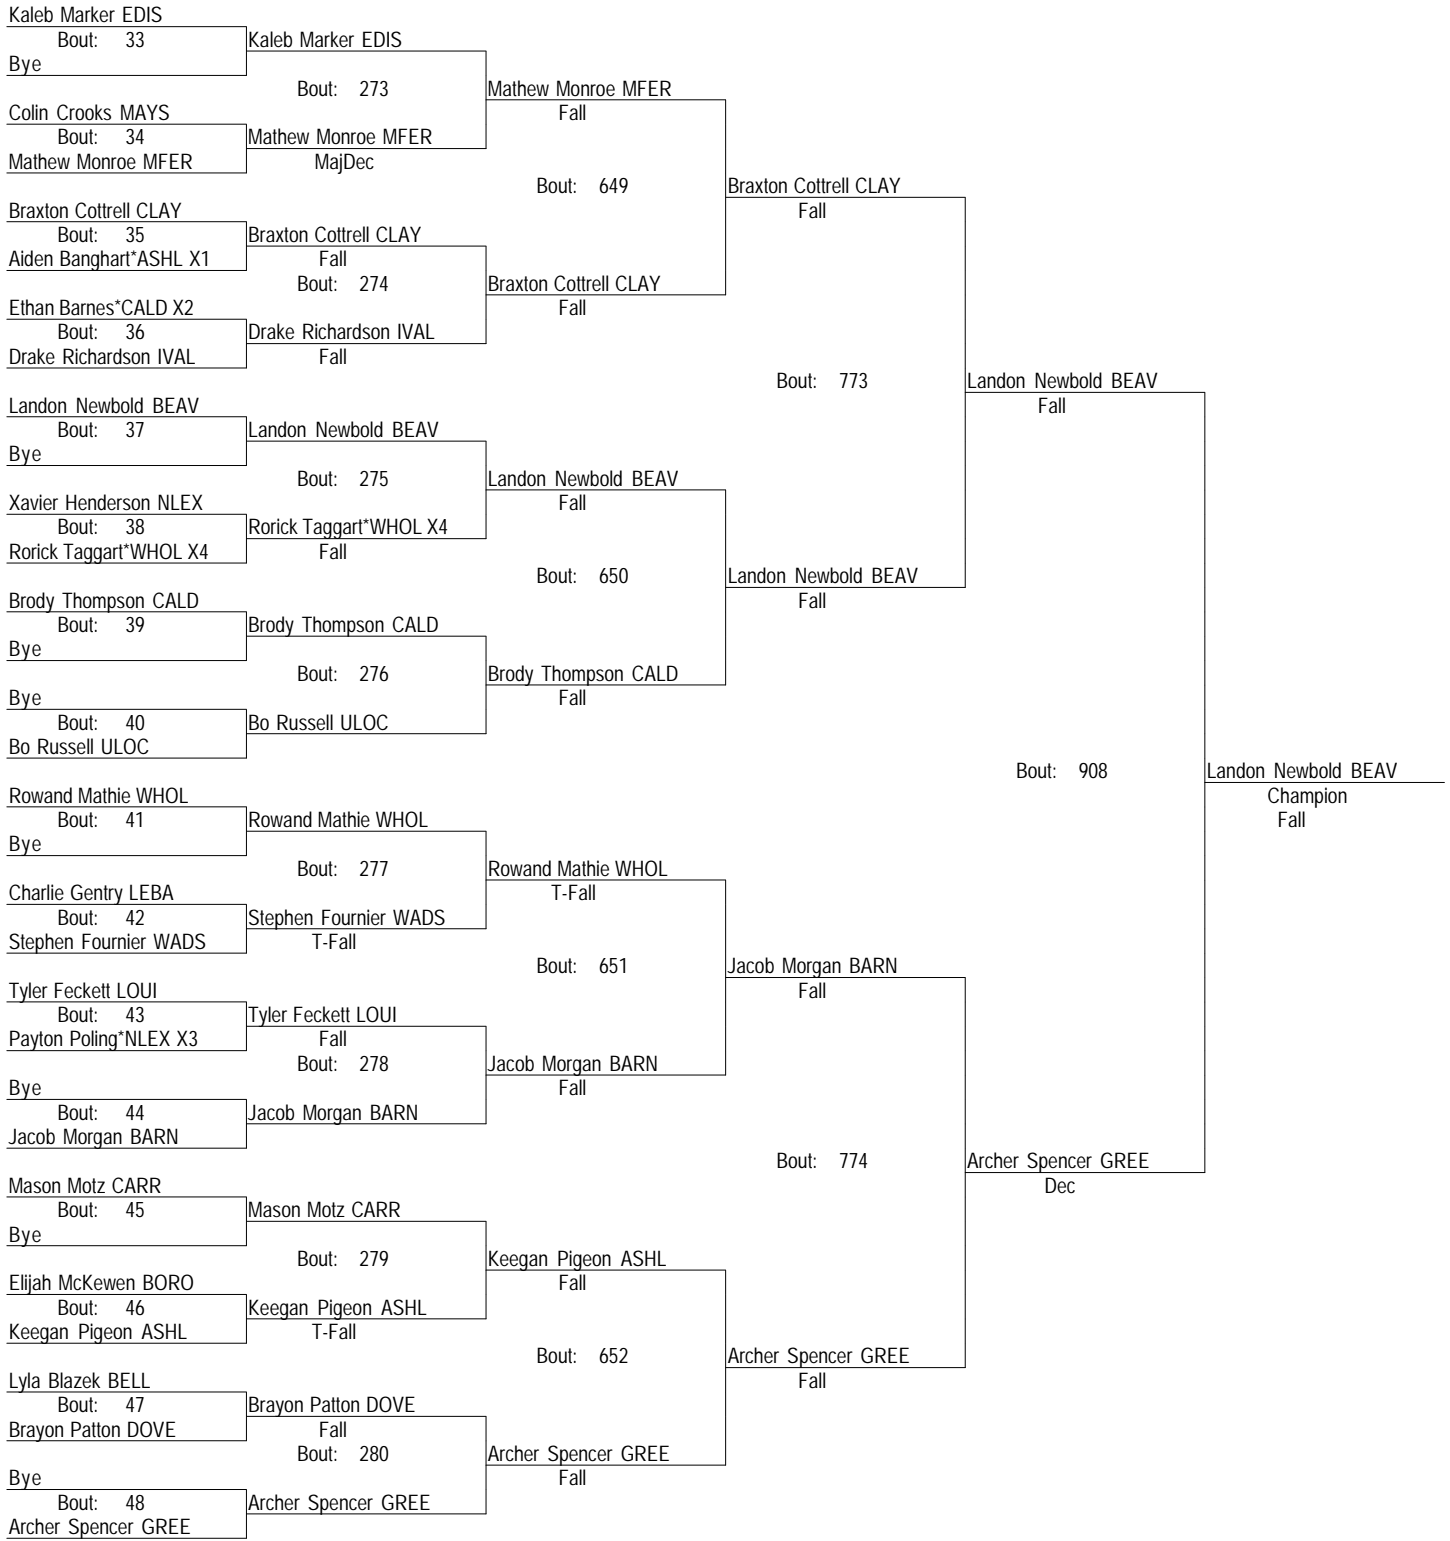 Kaleb Marker EDIS
Bout: 33
Kaleb Marker EDIS
Bye
Bout: 273
Mathew Monroe MFER
Fall
Colin Crooks MAYS
Bout: 34
Mathew Monroe MFER
Mathew Monroe MFER
MajDec
Bout: 649
Braxton Cottrell CLAY
Fall
Braxton Cottrell CLAY
Bout: 35
Braxton Cottrell CLAY
Aiden Banghart*ASHL X1
Fall
Bout: 274
Braxton Cottrell CLAY
Fall
Ethan Barnes*CALD X2
Bout: 36
Drake Richardson IVAL
Drake Richardson IVAL
Fall
Bout: 773
Landon Newbold BEAV
Fall
Landon Newbold BEAV
Bout: 37
Landon Newbold BEAV
Bye
Bout: 275
Landon Newbold BEAV
Fall
Xavier Henderson NLEX
Bout: 38
Rorick Taggart*WHOL X4
Rorick Taggart*WHOL X4
Fall
Bout: 650
Landon Newbold BEAV
Fall
Brody Thompson CALD
Bout: 39
Brody Thompson CALD
Bye
Bout: 276
Brody Thompson CALD
Fall
Bye
Bout: 40
Bo Russell ULOC
Bo Russell ULOC
Bout: 908
Landon Newbold BEAV
Champion
Fall
Rowand Mathie WHOL
Bout: 41
Rowand Mathie WHOL
Bye
Bout: 277
Rowand Mathie WHOL
T-Fall
Charlie Gentry LEBA
Bout: 42
Stephen Fournier WADS
Stephen Fournier WADS
T-Fall
Bout: 651
Jacob Morgan BARN
Fall
Tyler Feckett LOUI
Bout: 43
Tyler Feckett LOUI
Payton Poling*NLEX X3
Fall
Bout: 278
Jacob Morgan BARN
Fall
Bye
Bout: 44
Jacob Morgan BARN
Jacob Morgan BARN
Bout: 774
Archer Spencer GREE
Dec
Mason Motz CARR
Bout: 45
Mason Motz CARR
Bye
Bout: 279
Keegan Pigeon ASHL
Fall
Elijah McKewen BORO
Bout: 46
Keegan Pigeon ASHL
Keegan Pigeon ASHL
T-Fall
Bout: 652
Archer Spencer GREE
Fall
Lyla Blazek BELL
Bout: 47
Brayon Patton DOVE
Brayon Patton DOVE
Fall
Bout: 280
Archer Spencer GREE
Fall
Bye
Bout: 48
Archer Spencer GREE
Archer Spencer GREE